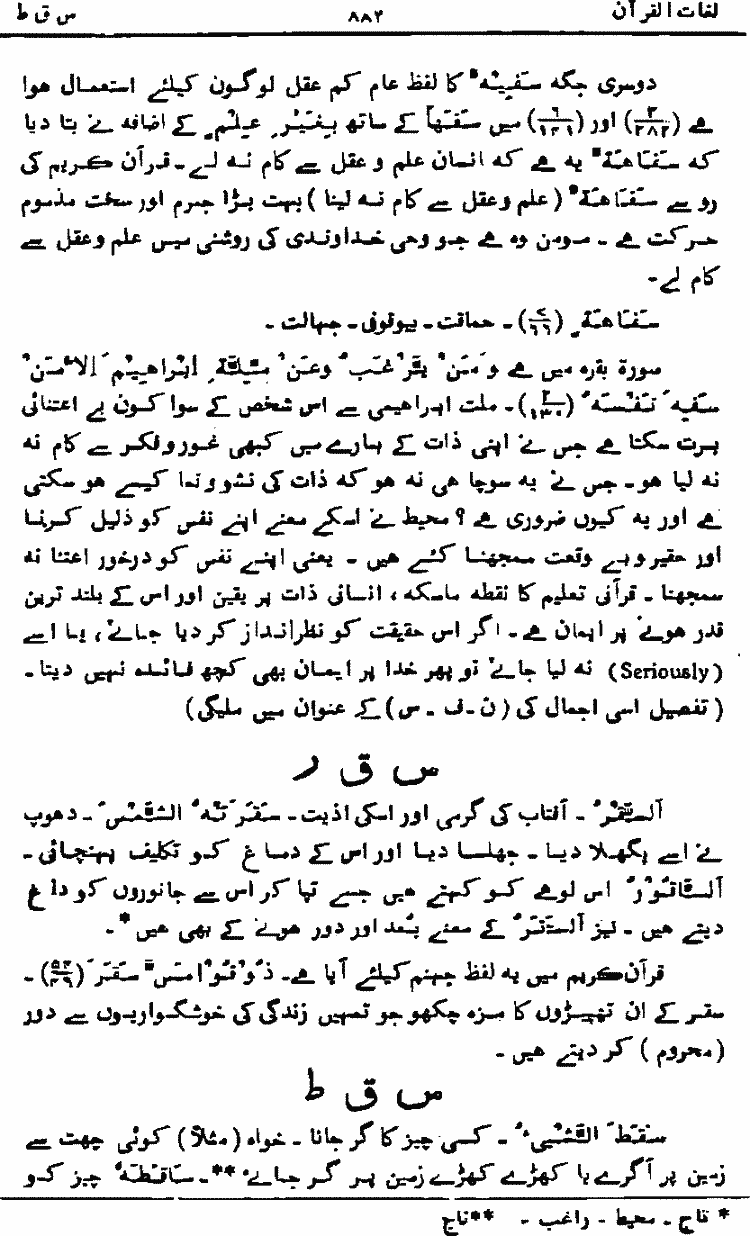 لغات القرآن ۸۸۲ س ق ط
دوسری جگہ سَفِیْہٌ کا لفظ عام کم عقل لوگوں کیلئے استعمال ہوا
ہے (۲/۲۸۲) اور (۶/۱۴۱) میں سَفَہاً کے ساتھ بِغَیْرِ عِلْمٍ کے اضافہ نے بتا دیا
کہ سَفَاھَۃٌ یہ ہے کہ انسان علم و عقل سے کام نہ لے۔ قرآن کریم کی
رو سے سَفَاھَۃٌ (علم و عقل سے کام نہ لینا) بہت بڑا جرم اور سخت مذموم
حرکت ہے ۔ مومن وہ ہے جو وحی خداوندی کی روشنی میں علم و عقل سے
کام لے۔
سَفَاھَۃٍ (۷/۶۶)۔ حماقت ۔ بیوقوفی ۔ جہالت ۔
سورۃ بقرہ میں ہے وَ مَنْ یَّرْغَبُ عَنْ مِّلَّۃِ اِبْرَاھِیْمَ اِلَّا مَنْ
سَفِہَ نَفْسَہٗ (۲/۱۳۰)۔ ملت ابراھیمی سے اس شخص کے سوا کون بے اعتنائی
برت سکتا ہے جس نے اپنی ذات کے بارے میں کبھی غور و فکر سے کام نہ
نہ لیا ہو۔ جس نے یہ سوچا ہی نہ ہو کہ ذات کی نشو و نما کیسے ہو سکتی
ہے اور یہ کیوں ضروری ہے ؟ محیط نے اسکے معنے اپنے نفس کو ذلیل کرنا
اور حقیر و بے وقعت سمجھنا کئے ہیں ۔ یعنی اپنے نفس کو درخور اعتنا نہ
سمجھنا ۔ قرآنی تعلیم کا نقطہ ماسکہ ، انسانی ذات پر یقین اور اس کے بلند ترین
قدر ہونے پر ایمان ہے۔ اگر اس حقیقت کو نظرانداز کر دیا جائے ، یا اسے
(Seriously) نہ لیا جائے تو پھر خدا پر ایمان بھی کچھ فائدہ نہیں دیتا ۔
(تفصیل اسی اجمال کی (ن ۔ ف ۔ س) کے عنوان میں ملیگی)
س ق ر
اَلسَّقْرُ ۔ آفتاب کی گرمی اور اسکی اذیت ۔ سَقَرَتْہُ الشَّمْسُ ۔ دھوپ
نے اسے پگھلا دیا ۔ جھلسا دیا اور اس کے دماغ کو تکلیف پہنچائی ۔
اَلسَّاقُوْرُ اس لوہے کو کہتے ہیں جسے تپا کر اس سے جانوروں کو داغ
دیتے ہیں ۔ نیز اَلسَّقَرُ کے معنے بُعد اور دور ہونے کے بھی ہیں*۔
قرآن کریم میں یہ لفظ جہنم کیلئے آیا ہے۔ ذُوْقُوْا مَسَّ سَقَرَ (۵۴/۴۹) ۔
سقر کے ان تھپیڑوں کا مزہ چکھو جو تمہیں زندگی کی خوشگواریوں سے دور
(محروم) کر دیتے ہیں ۔
س ق ط
سَقَطَ الشَّیْءُ ۔ کسی چیز کا گر جانا ۔ خواہ (مثلاً) کوئی چھت سے
زمین پر آگرے یا کھڑے کھڑے زمین پر گر جائے** ۔ سَاقِطَۃٌ چیز کو
* تاج ۔ محیط ۔ راغب ۔ **تاج